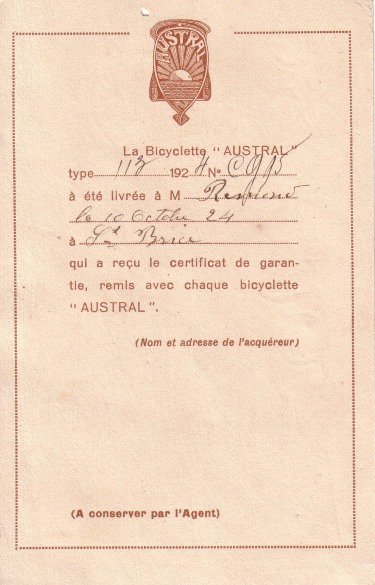 AUSTRAL
La Bicyclette "AUSTRAL"
type 113 1924 No
à été livrée à M
le 10 Octobre 24
à St Brice
qui a reçu le certificat de garan-
tie, remis avec chaque bicyclette
"AUSTRAL".
(Nom et adresse de l'acquéreur)
(A conserver par l'Agent)